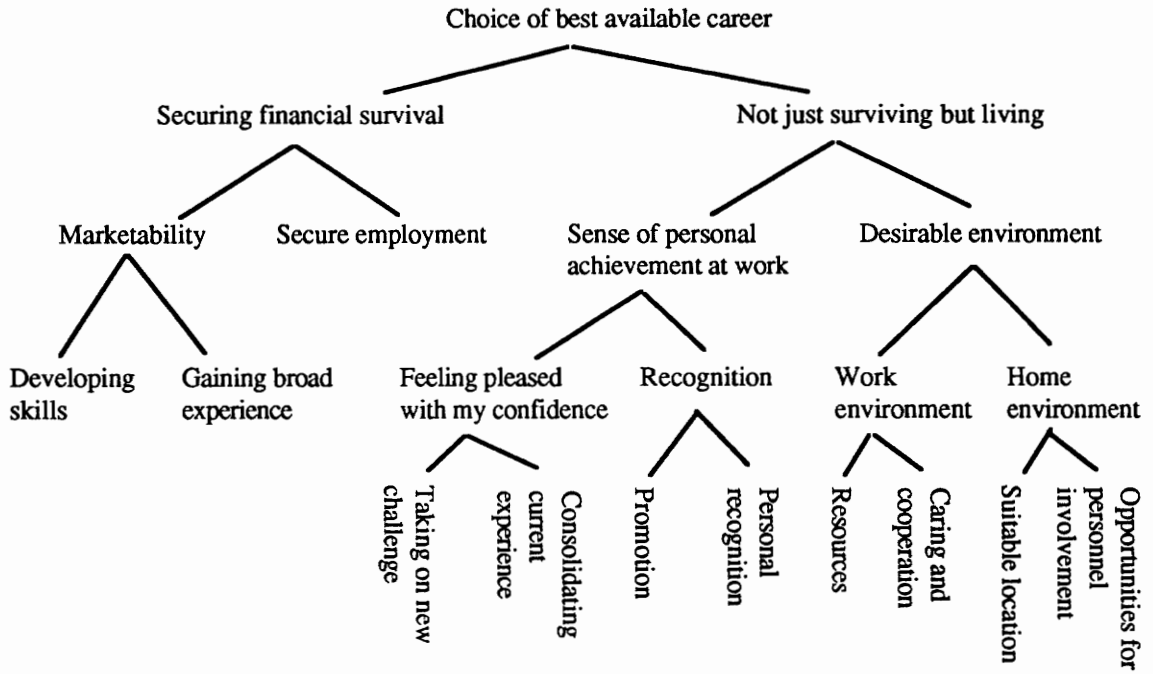 Choice of best available career
Securing financial survival
Not just surviving but living
Marketability
Secure employment
Sense of personal
achievement at work
Desirable environment
Developing
skills
Gaining broad
experience
Feeling pleased
with my confidence
Recognition
Work
environment
Home
environment
Taking on new
challenge
Consolidating
current
experience
Promotion
Personal
recognition
Resources
Caring and
cooperation
Suitable location
Opportunities for
personnel
involvement